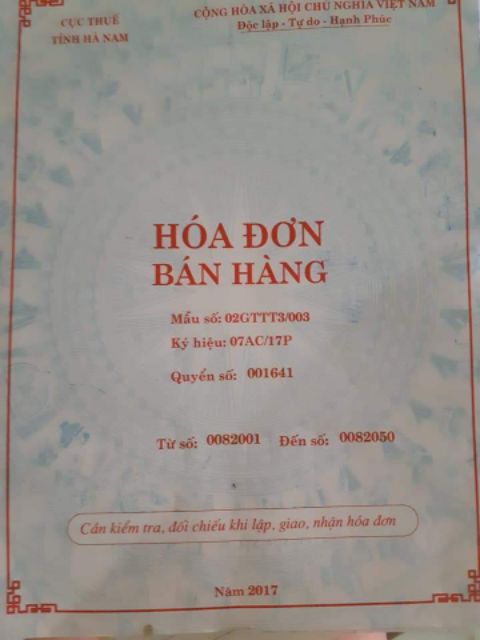 CỤC THUẾ
TỈNH HÀ NAM
CỘNG HÒA XÃ HỘI CHỦ NGHĨA VIỆT NAM
Độc lập - Tự do - Hạnh Phúc
HÓA ĐƠN
BÁN HÀNG
Mẫu số: 02GTTT3/003
Ký hiệu: 07AC/17P
Quyển số: 001641
Từ số: 0082001 Đến số: 0082050
Cần kiểm tra, đối chiếu khi lập, giao, nhận hóa đơn
Năm 2017